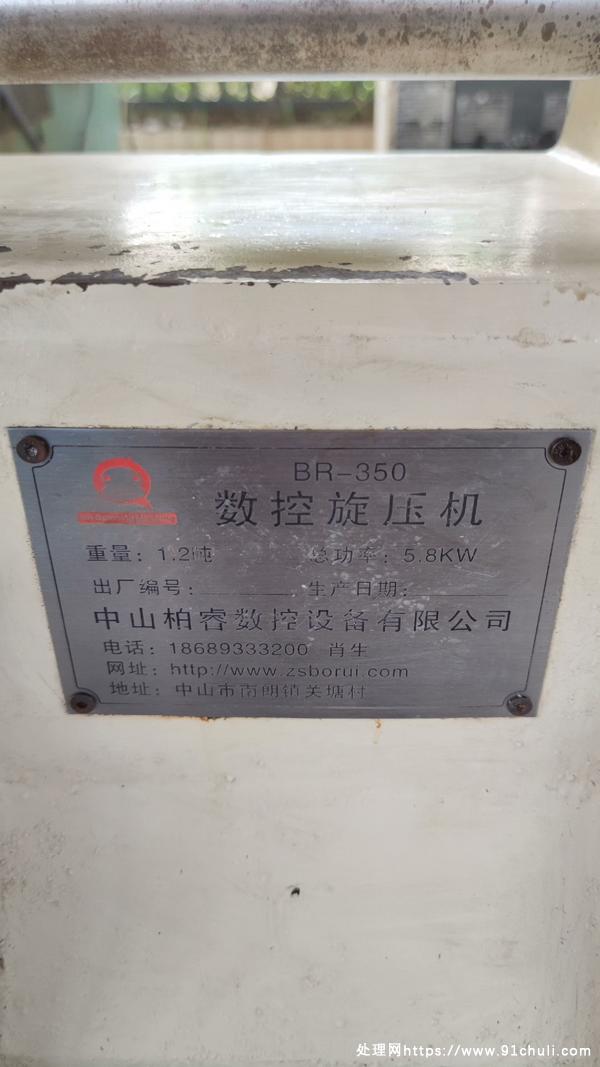 BR-350
数控旋压机
重量：1.2吨 总功率：5.8KW
出厂编号： 生产日期：
中山柏睿数控设备有限公司
电话：18689333200 肖生
网址：http://www.zsborui.com
地址：中山市南朗镇关塘村
处理网https://www.91chuli.com